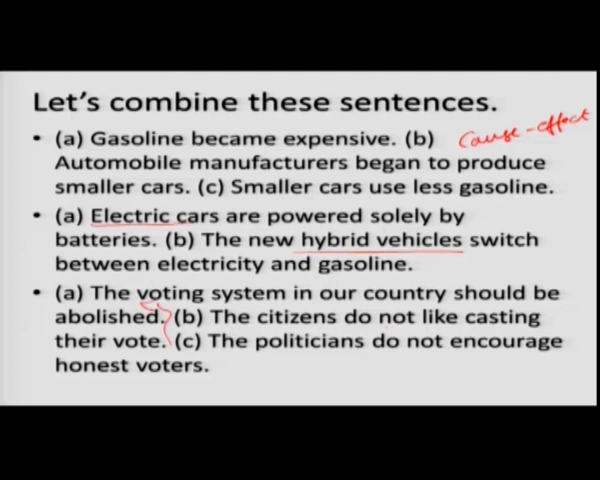 Let's combine these sentences.
• (a) Gasoline became expensive. (b)
Cause-effect
Automobile manufacturers began to produce
smaller cars. (c) Smaller cars use less gasoline.
• (a) Electric cars are powered solely by
batteries. (b) The new hybrid vehicles switch
between electricity and gasoline.
• (a) The voting system in our country should be
abolished. (b) The citizens do not like casting
their vote. (c) The politicians do not encourage
honest voters.